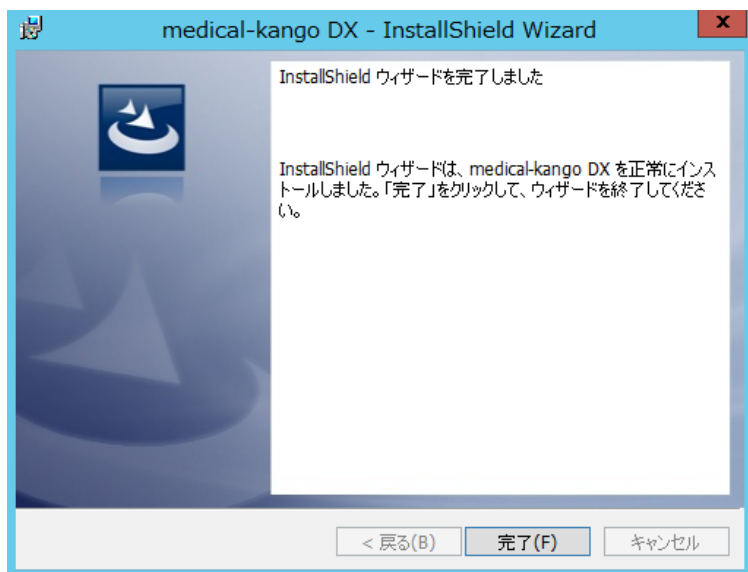 medical-kango DX - InstallShield Wizard
x
InstallShield ウィザードを完了しました
InstallShield ウィザードは、medical-kango DX を正常にインス
トールしました。「完了」をクリックして、ウィザードを終了してくださ
い。
< 戻る(B)
完了(F)
キャンセル